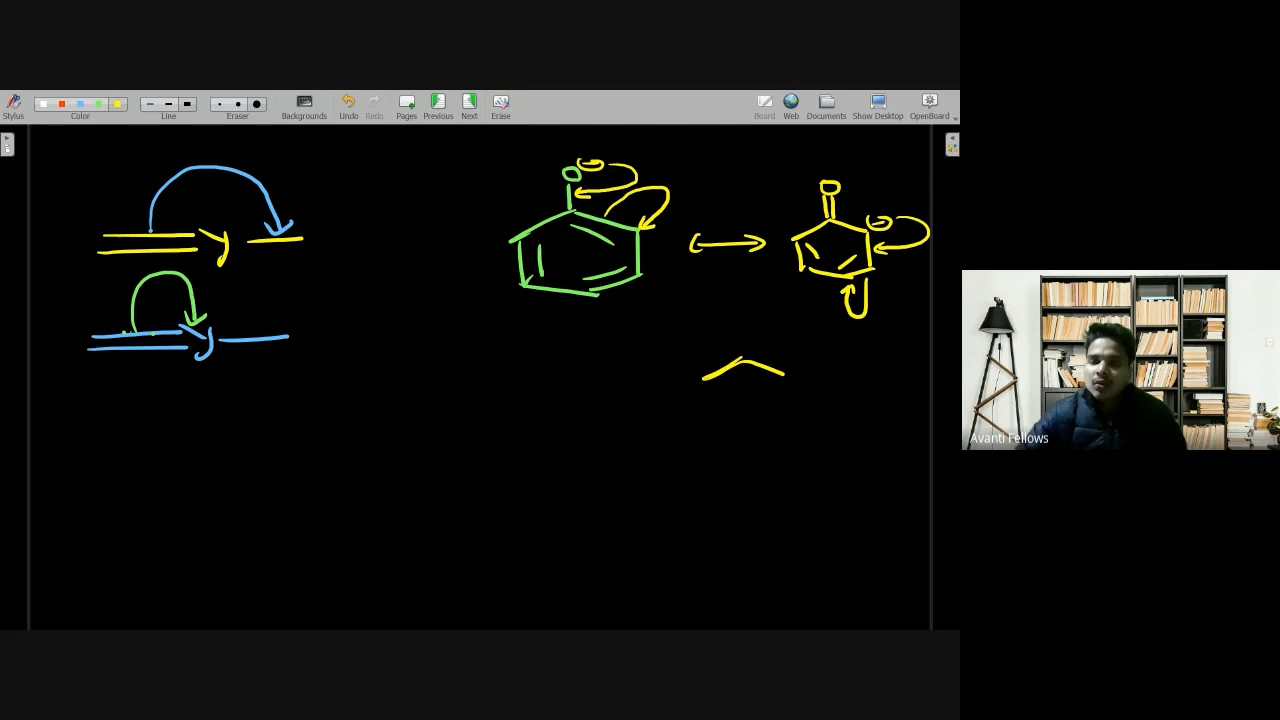 Stylus Color Line Eraser Backgrounds Undo Redo Pages Previous Next Erase Board Web Documents Show Desktop OpenBoard
O ⊖
O
⊖
Avanti Fellows